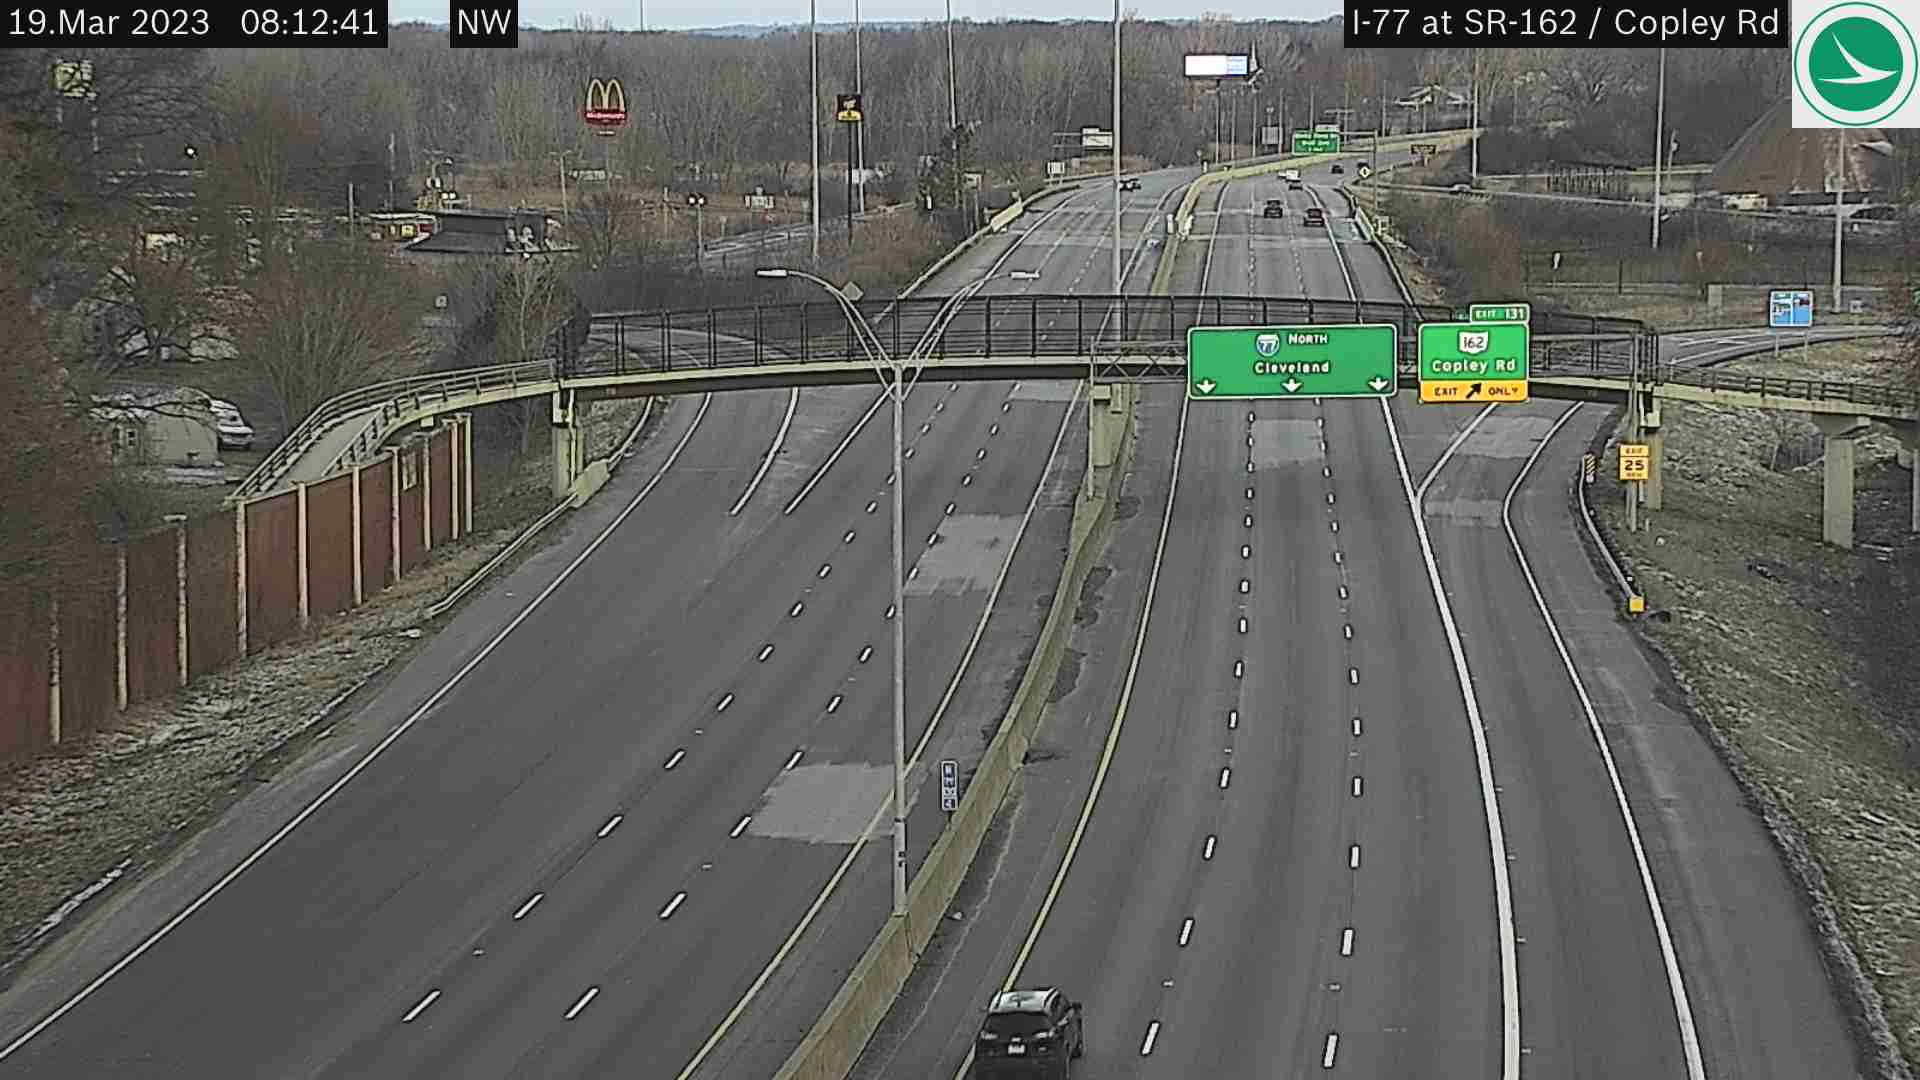 19.Mar 2023 08:12:41
NW
I-77 at SR-162 / Copley Rd
McDonald's
EXIT 131
77 NORTH
Cleveland
162
Copley Rd
EXIT ONLY
EXIT
25